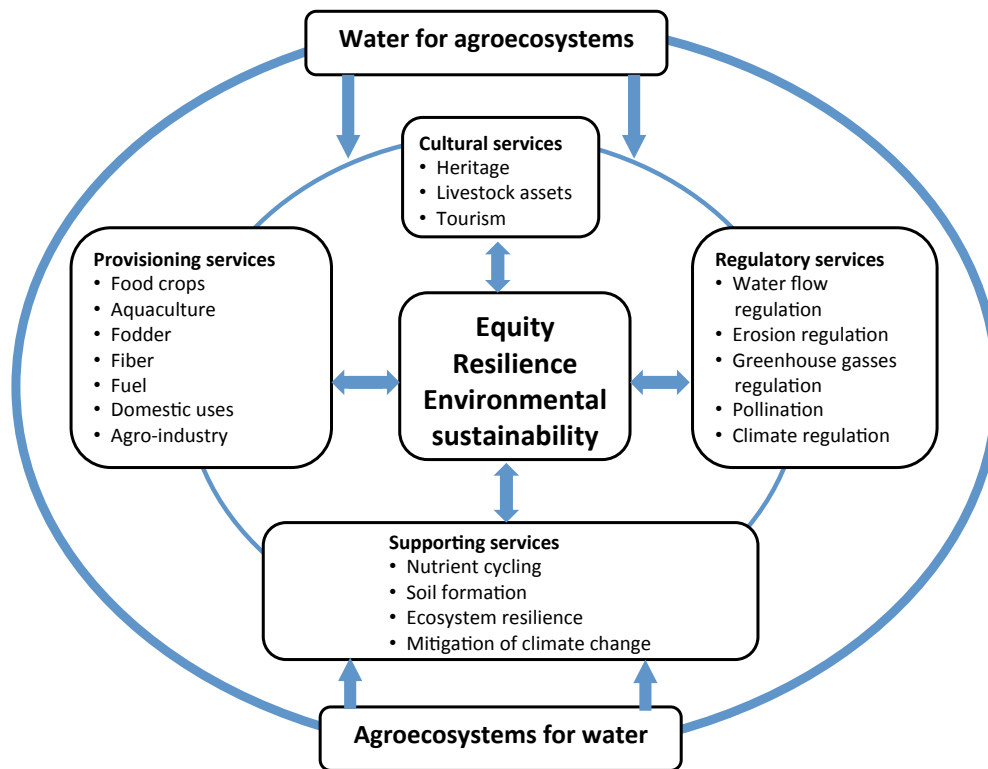 Water for agroecosystems
Cultural services
• Heritage
• Livestock assets
• Tourism
Provisioning services
• Food crops
• Aquaculture
• Fodder
• Fiber
• Fuel
• Domestic uses
• Agro-industry
Equity
Resilience
Environmental
sustainability
Regulatory services
• Water flow
regulation
• Erosion regulation
• Greenhouse gasses
regulation
• Pollination
• Climate regulation
Supporting services
• Nutrient cycling
• Soil formation
• Ecosystem resilience
• Mitigation of climate change
Agroecosystems for water